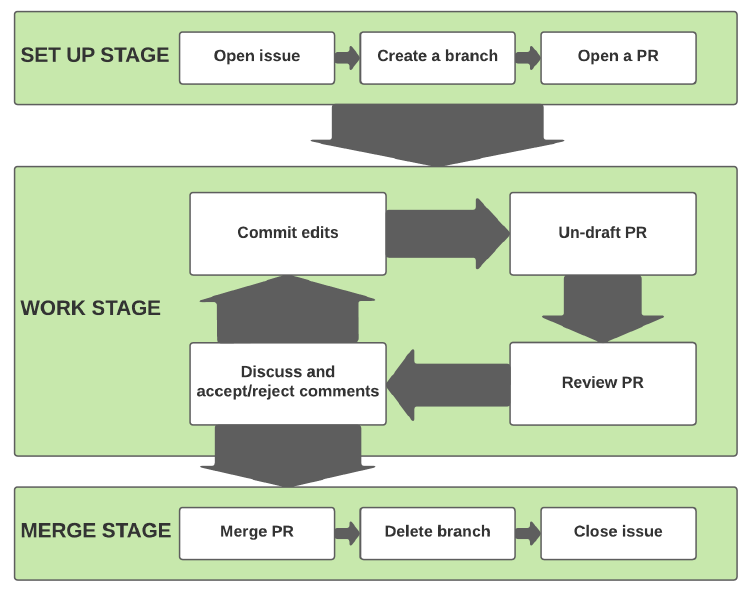 SET UP STAGE
Open issue
Create a branch
Open a PR
WORK STAGE
Commit edits
Un-draft PR
Discuss and
accept/reject comments
Review PR
MERGE STAGE
Merge PR
Delete branch
Close issue